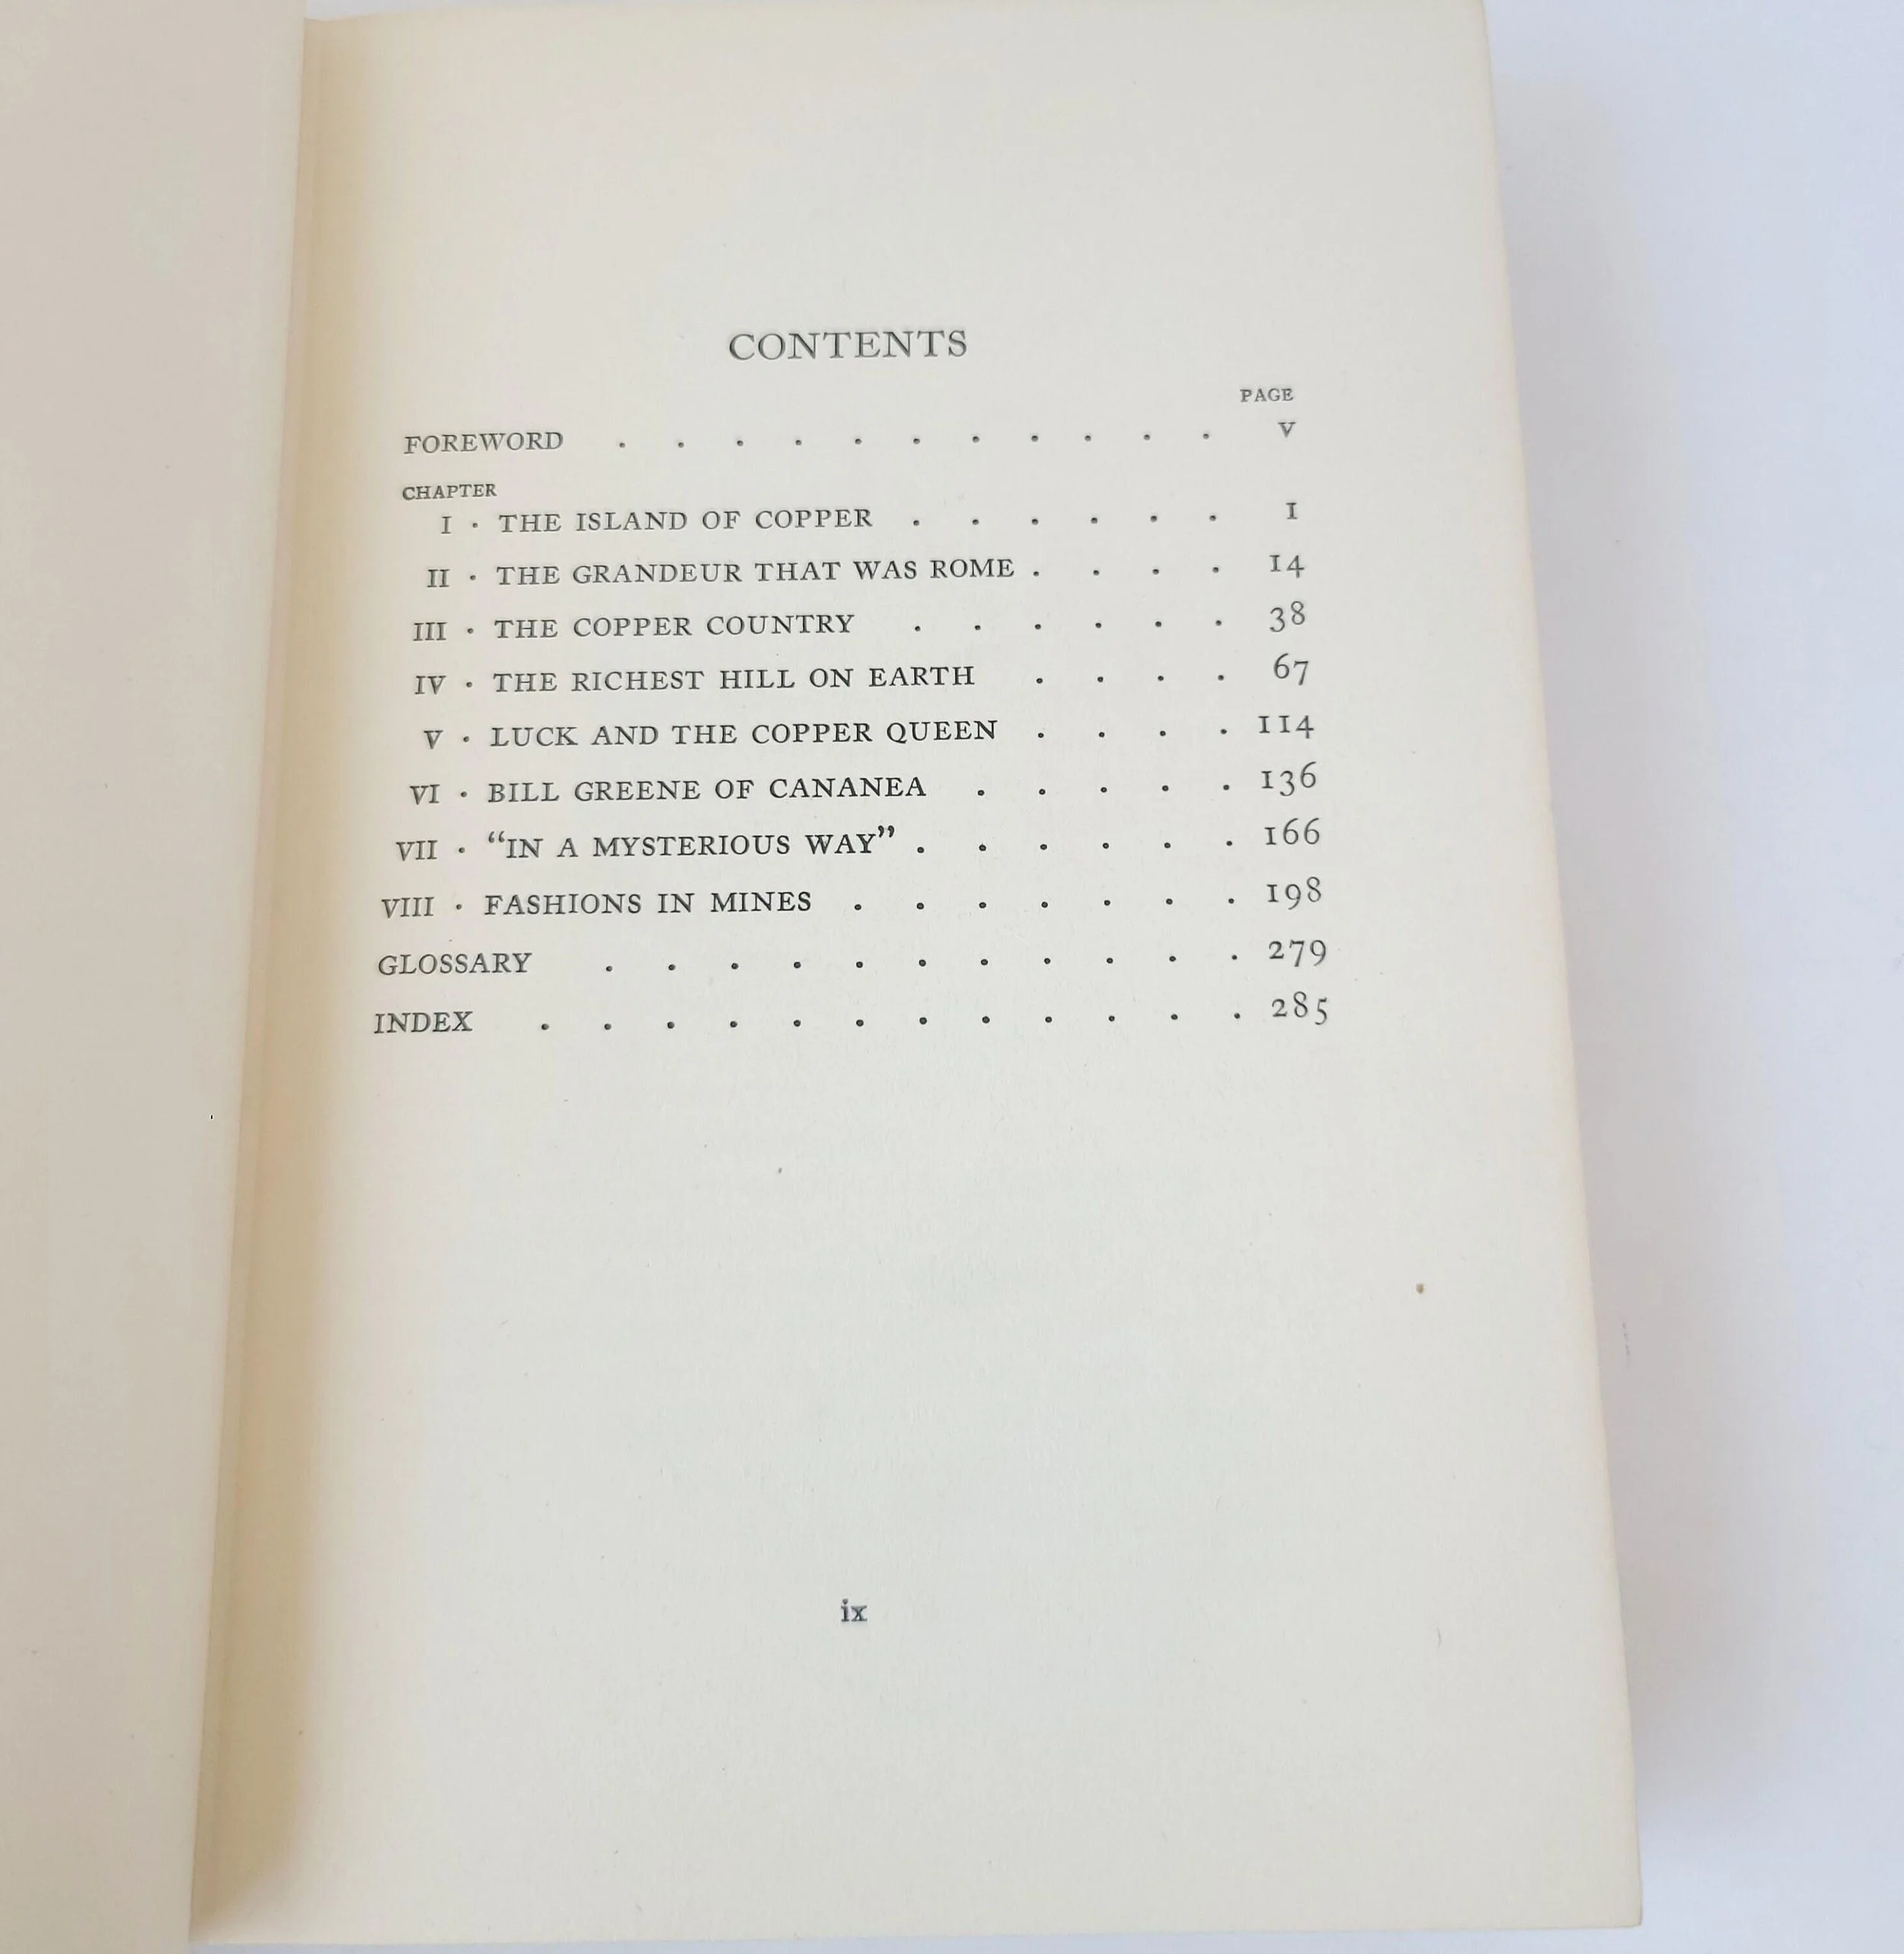 CONTENTS
PAGE
FOREWORD . . . . . . . . . . . V
CHAPTER
I · THE ISLAND OF COPPER . . . . . . I
II · THE GRANDEUR THAT WAS ROME . . . . 14
III · THE COPPER COUNTRY . . . . . . 38
IV · THE RICHEST HILL ON EARTH . . . . 67
V · LUCK AND THE COPPER QUEEN . . . . 114
VI · BILL GREENE OF CANANEA . . . . . 136
VII · “IN A MYSTERIOUS WAY” . . . . . . 166
VIII · FASHIONS IN MINES . . . . . . . 198
GLOSSARY . . . . . . . . . . . 279
INDEX . . . . . . . . . . . . 285
ix